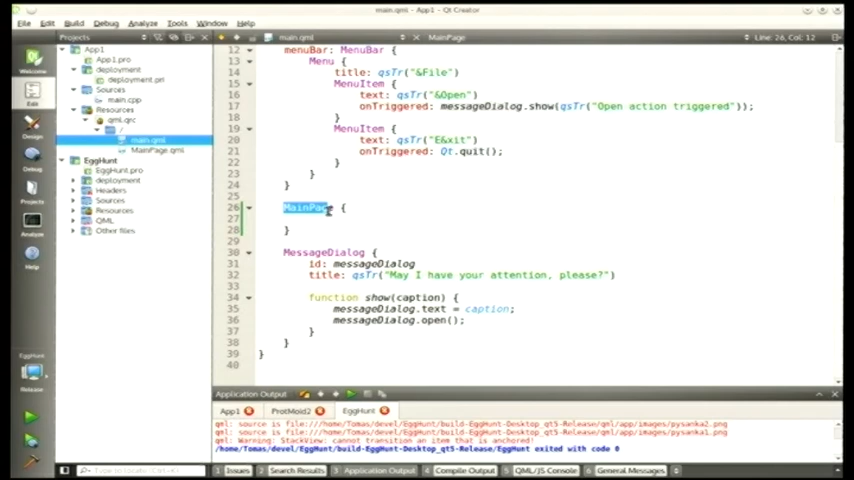 main.qml - App1 - Qt Creator
File Edit Build Debug Analyze Tools Window Help
Projects main.qml MainPage Line: 26, Col: 12
Welcome
Edit
Design
Debug
Projects
Analyze
Help
EggHunt
Release
App1
App1.pro
deployment
deployment.pri
Sources
main.cpp
Resources
qml.qrc
/
main.qml
MainPage.qml
EggHunt
EggHunt.pro
deployment
Headers
Sources
Resources
QML
Other files
12 menuBar: MenuBar {
13 Menu {
14 title: qsTr("&File")
15 MenuItem {
16 text: qsTr("&Open")
17 onTriggered: messageDialog.show(qsTr("Open action triggered"));
18 }
19 MenuItem {
20 text: qsTr("E&xit")
21 onTriggered: Qt.quit();
22 }
23 }
24 }
25
26 MainPage {
27
28 }
29
30 MessageDialog {
31 id: messageDialog
32 title: qsTr("May I have your attention, please?")
33
34 function show(caption) {
35 messageDialog.text = caption;
36 messageDialog.open();
37 }
38 }
39 }
40
Application Output
App1 ProtMoid2 EggHunt
qml: source is file:///home/Tomas/devel/EggHunt/build-EggHunt-Desktop_qt5-Release/qml/app/images/pysanka2.png
qml: source is file:///home/Tomas/devel/EggHunt/build-EggHunt-Desktop_qt5-Release/qml/app/images/pysanka1.png
qml: Warning: StackView: cannot transition an item that is anchored!
/home/Tomas/devel/EggHunt/build-EggHunt-Desktop_qt5-Release/EggHunt exited with code 0
Type to locate (Ctrl+K) 1 Issues 2 Search Results 3 Application Output 4 Compile Output 5 QML/JS Console 6 General Messages